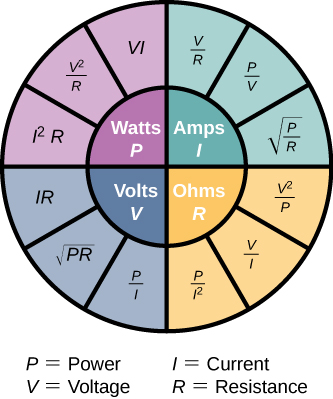 VI
V/R
V²/R
P/V
I² R
√(P/R)
Watts
P
Amps
I
Volts
V
Ohms
R
IR
V²/P
√PR
V/I
P/I
P/I²
P = Power
I = Current
V = Voltage
R = Resistance